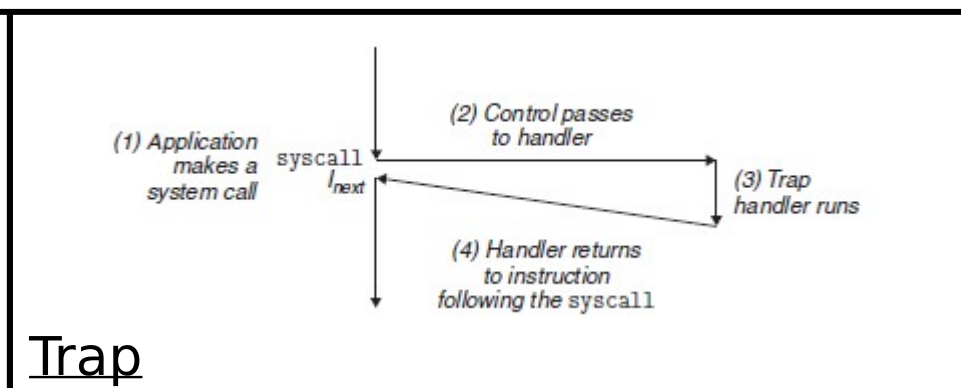 (1) Application
makes a
system call
syscall
Inext
(2) Control passes
to handler
(3) Trap
handler runs
(4) Handler returns
to instruction
following the syscall
Trap